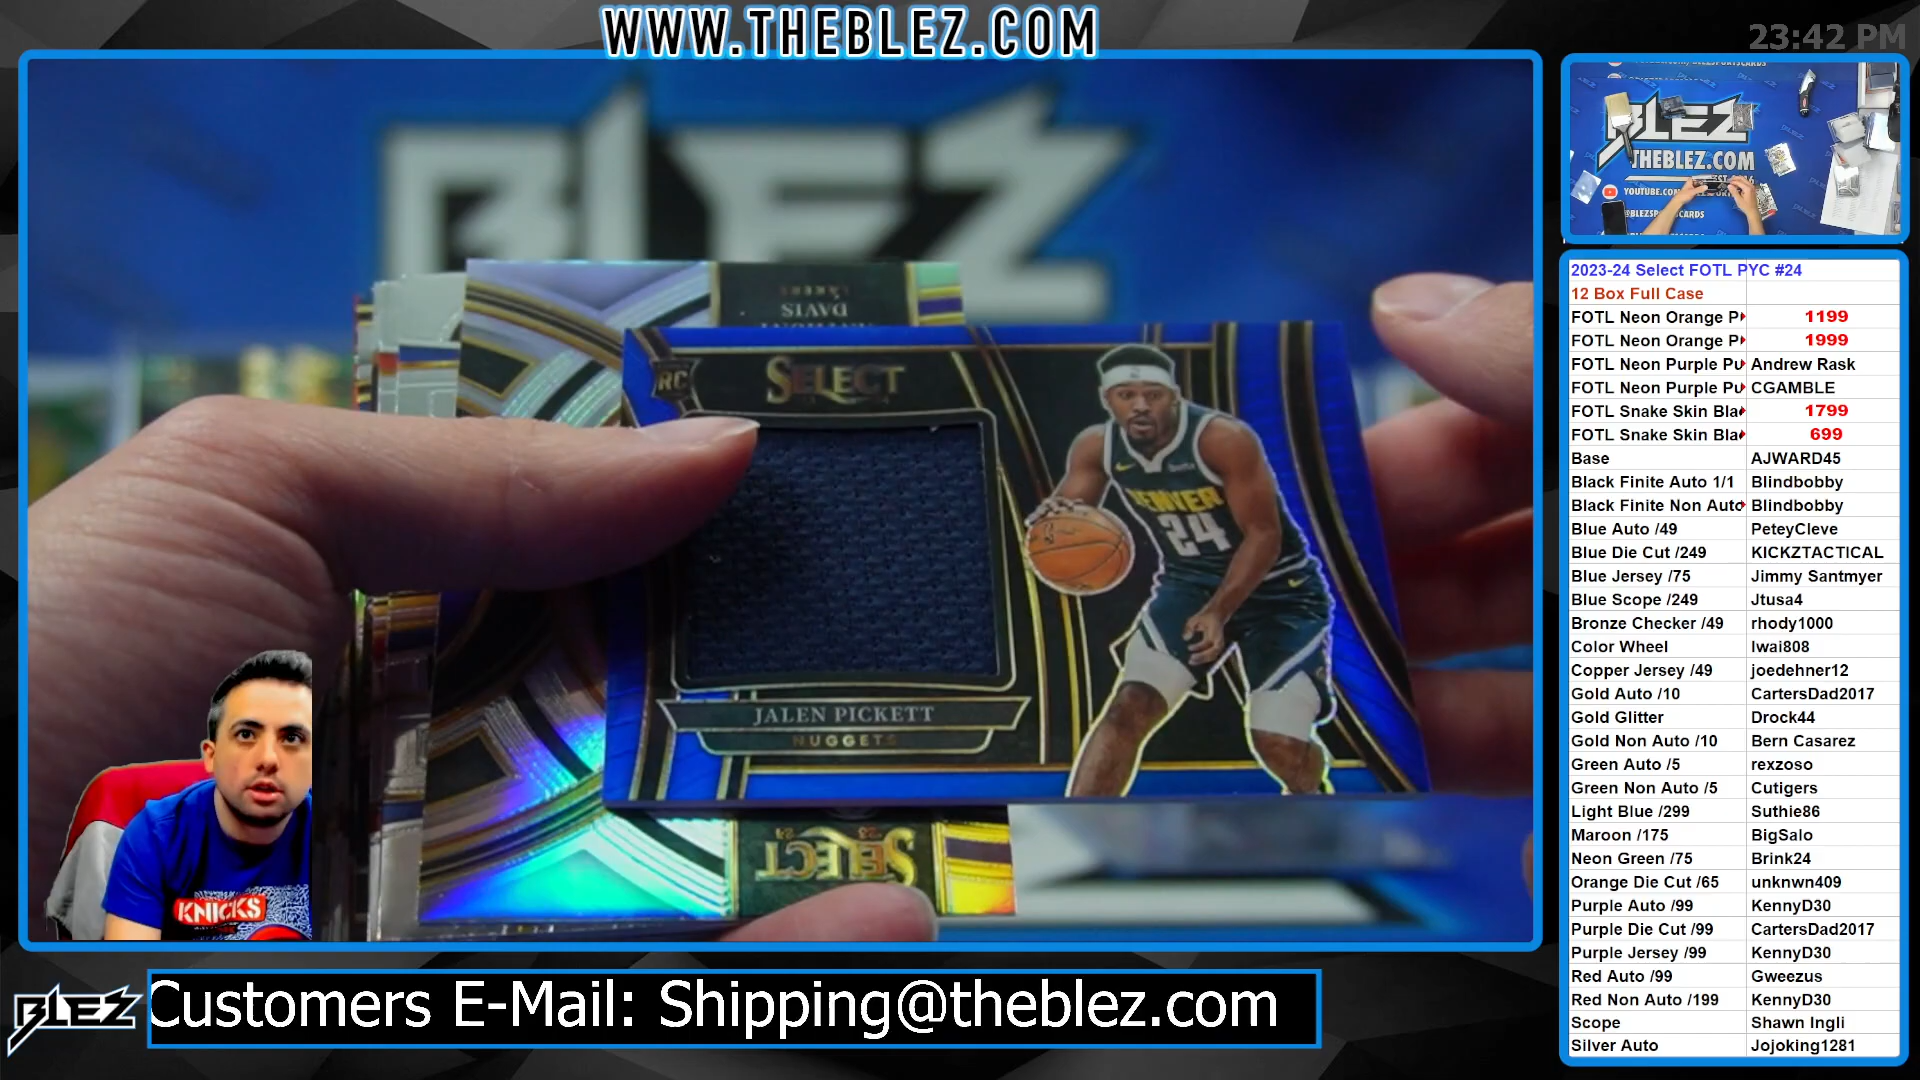 WWW.THEBLEZ.COM
23:42 PM
BLEZ
DAVIS
RC
SELECT
DENVER
24
JALEN PICKETT
NUGGETS
SELECT
KNICKS
BLEZ
THEBLEZ.COM
@BLEZSPORTSCARDS
2023-24 Select FOTL PYC #24
12 Box Full Case
FOTL Neon Orange P 1199
FOTL Neon Orange P 1999
FOTL Neon Purple Pu Andrew Rask
FOTL Neon Purple Pu CGAMBLE
FOTL Snake Skin Bla 1799
FOTL Snake Skin Bla 699
Base AJWARD45
Black Finite Auto 1/1 Blindbobby
Black Finite Non Auto Blindbobby
Blue Auto /49 PeteyCleve
Blue Die Cut /249 KICKZTACTICAL
Blue Jersey /75 Jimmy Santmyer
Blue Scope /249 Jtusa4
Bronze Checker /49 rhody1000
Color Wheel Iwai808
Copper Jersey /49 joedehner12
Gold Auto /10 CartersDad2017
Gold Glitter Drock44
Gold Non Auto /10 Bern Casarez
Green Auto /5 rexzoso
Green Non Auto /5 Cutigers
Light Blue /299 Suthie86
Maroon /175 BigSalo
Neon Green /75 Brink24
Orange Die Cut /65 unknwn409
Purple Auto /99 KennyD30
Purple Die Cut /99 CartersDad2017
Purple Jersey /99 KennyD30
Red Auto /99 Gweezus
Red Non Auto /199 KennyD30
Scope Shawn Ingli
Silver Auto Jojoking1281
BLEZ
Customers E-Mail: Shipping@theblez.com